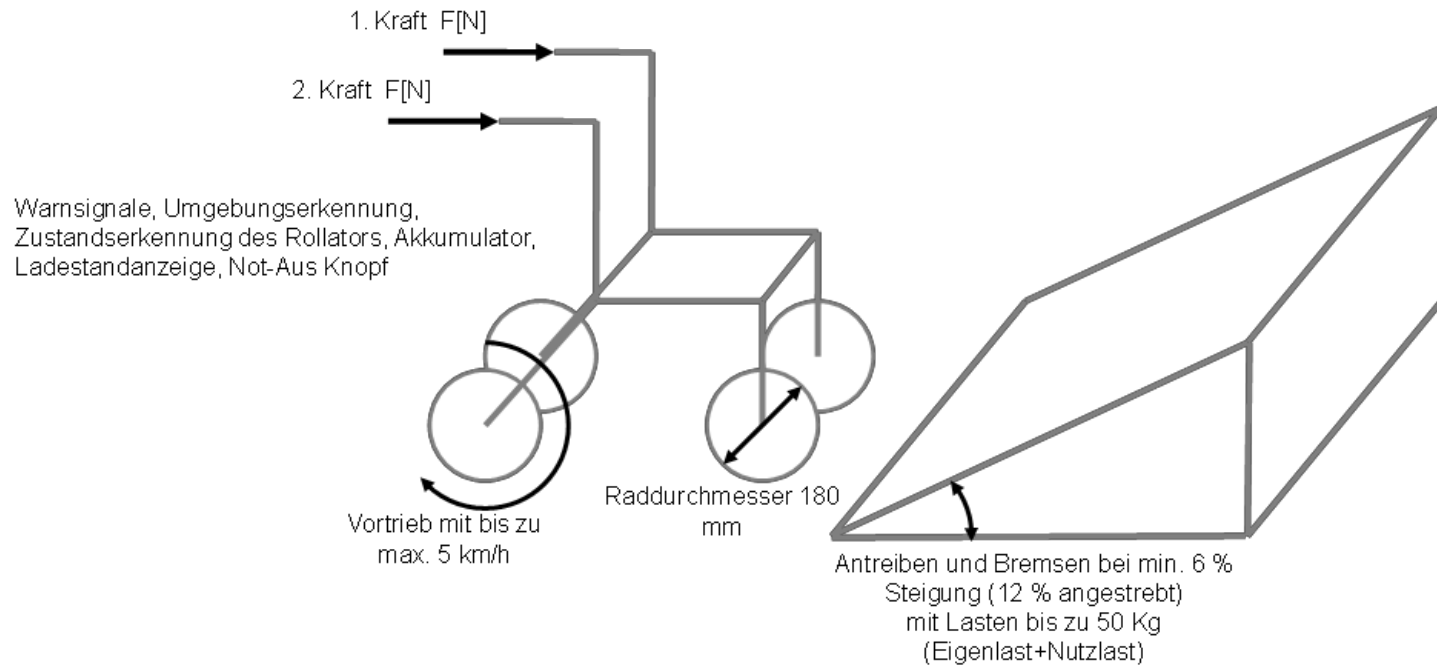 1. Kraft F[N]
2. Kraft F[N]
Warnsignale, Umgebungserkennung,
Zustandserkennung des Rollators, Akkumulator,
Ladestandanzeige, Not-Aus Knopf
Vortrieb mit bis zu
max. 5 km/h
Raddurchmesser 180
mm
Antreiben und Bremsen bei min. 6 %
Steigung (12 % angestrebt)
mit Lasten bis zu 50 Kg
(Eigenlast+Nutzlast)